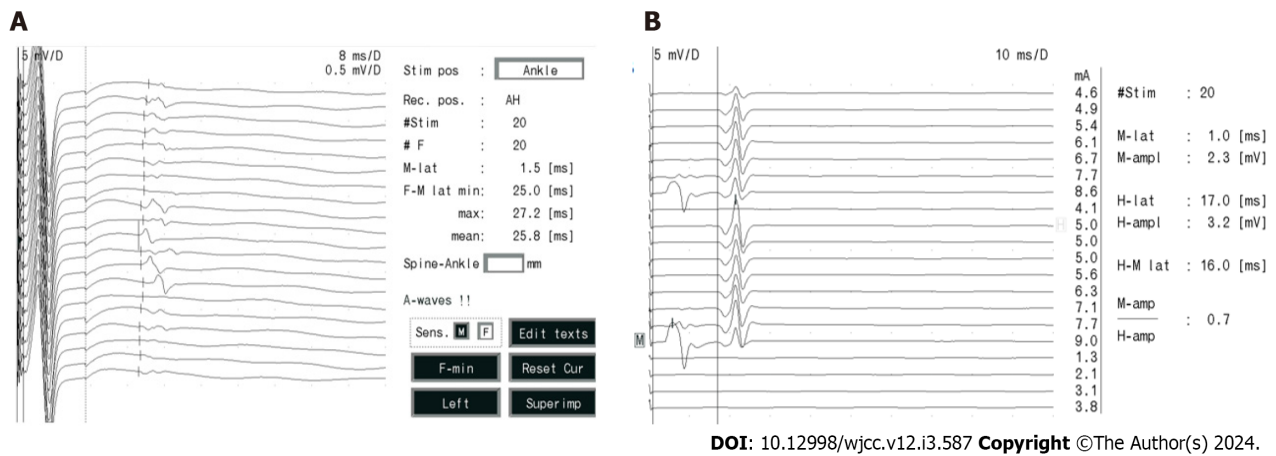 A
5 mV/D
8 ms/D
0.5 mV/D
Stim pos : Ankle
Rec. pos. : AH
#Stim : 20
# F : 20
M-lat : 1.5 [ms]
F-M lat min: 25.0 [ms]
max: 27.2 [ms]
mean: 25.8 [ms]
Spine-Ankle mm
A-waves !!
Sens. M F
Edit texts
F-min
Reset Cur
Left
Superimp
B
5 mV/D
10 ms/D
mA
4.6
4.9
5.4
6.1
6.7
7.7
8.6
4.1
H 5.0
5.0
5.0
5.6
6.3
7.1
7.7
M 9.0
1.3
2.1
3.1
3.8
#Stim : 20
M-lat : 1.0 [ms]
M-ampl : 2.3 [mV]
H-lat : 17.0 [ms]
H-ampl : 3.2 [mV]
H-M lat : 16.0 [ms]
M-amp
: 0.7
H-amp
DOI: 10.12998/wjcc.v12.i3.587 Copyright ©The Author(s) 2024.